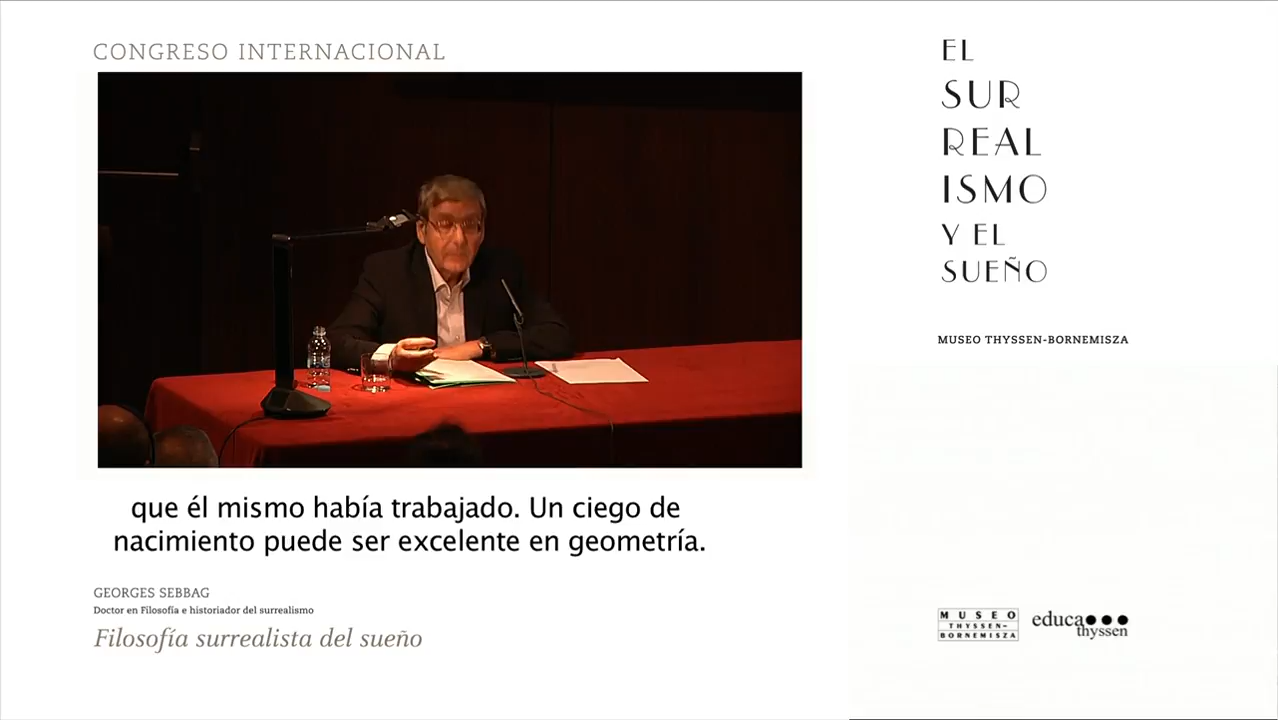 CONGRESO INTERNACIONAL
EL
SUR
REAL
ISMO
Y EL
SUEÑO
MUSEO THYSSEN-BORNEMISZA
que él mismo había trabajado. Un ciego de
nacimiento puede ser excelente en geometría.
GEORGES SEBBAG
Doctor en Filosofía e historiador del surrealismo
Filosofía surrealista del sueño
MUSEO
THYSSEN-
BORNEMISZA
educa
thyssen